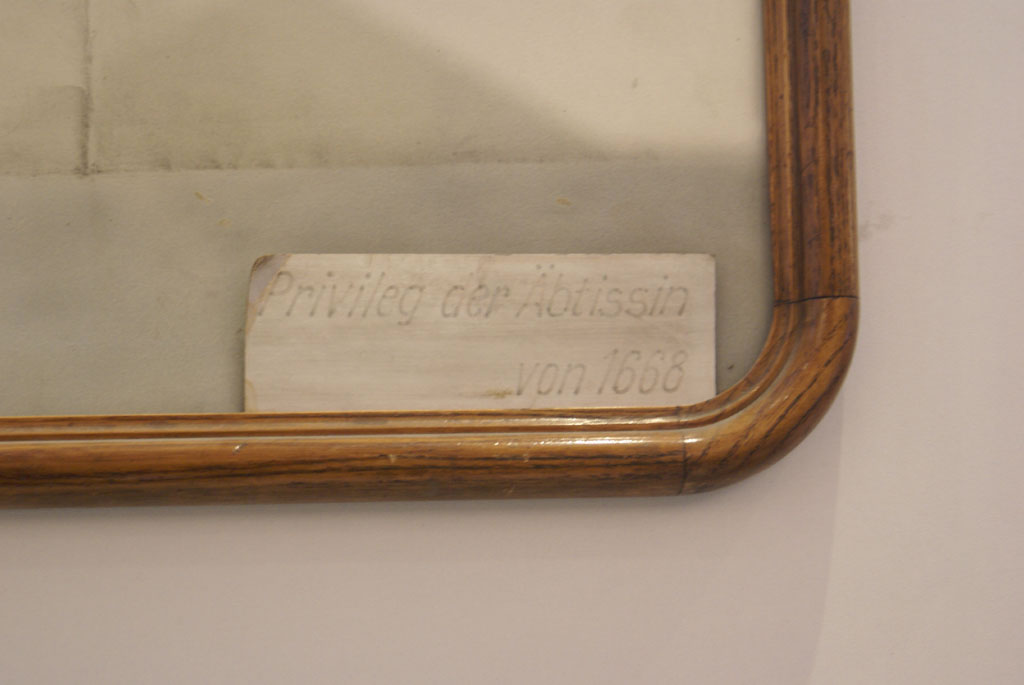 Privileg der Äbtissin
von 1668